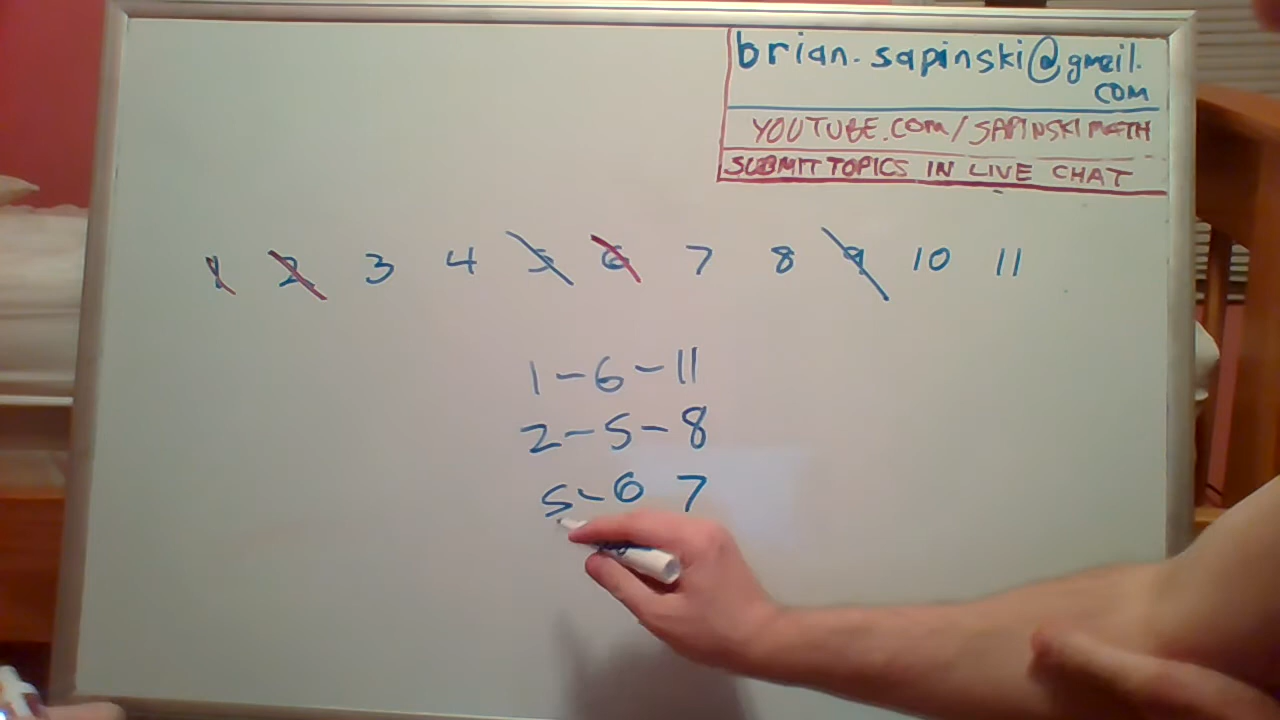 brian.sapinski@gmail.
com
YOUTUBE.COM/SAPINSKIMATH
SUBMIT TOPICS IN LIVE CHAT
1 2 3 4 5 6 7 8 9 10 11
1-6-11
2-5-8
5-6 7